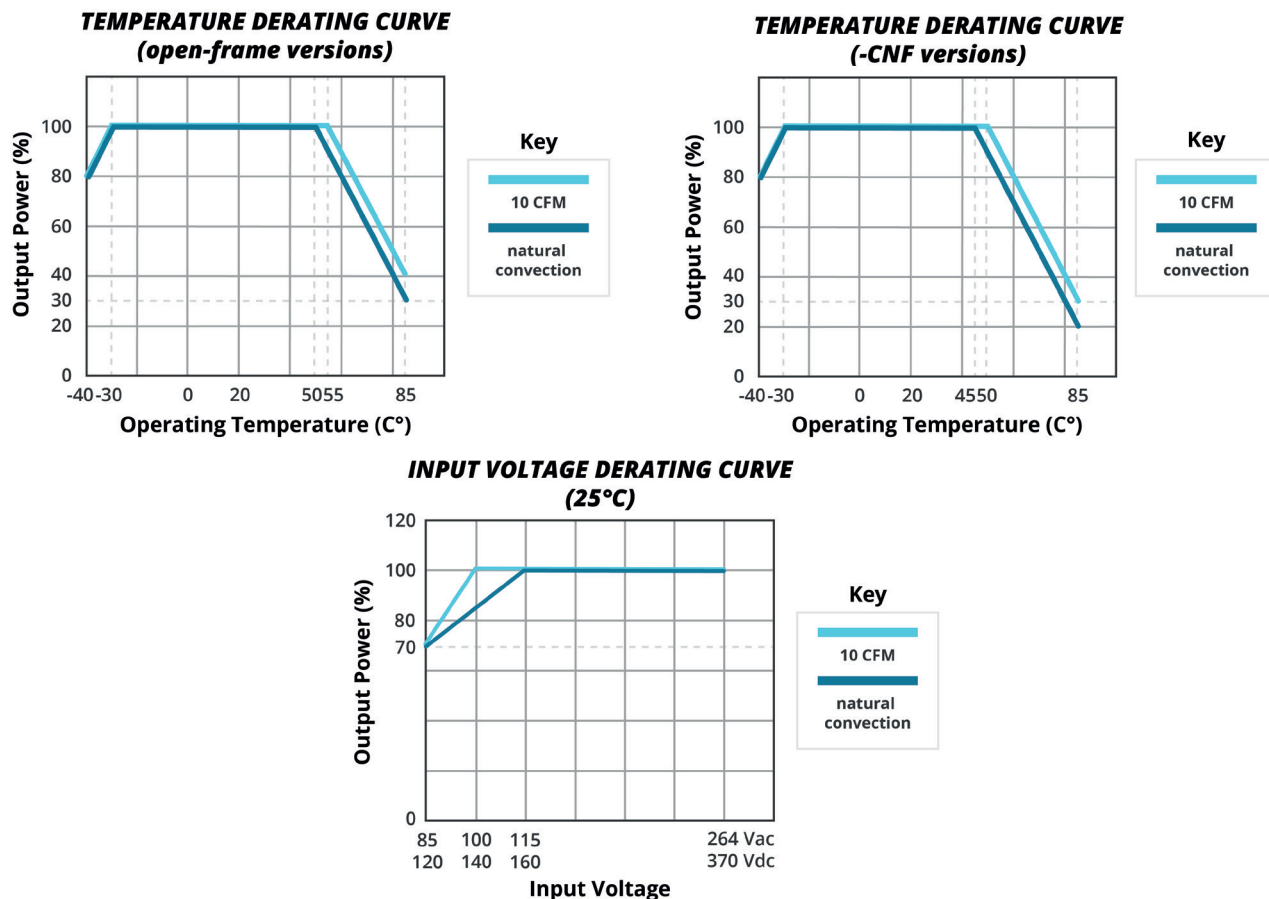 TEMPERATURE DERATING CURVE
(open-frame versions)
100
80
60
40
30
20
0
Output Power (%)
-40 -30 0 20 50 55 85
Operating Temperature (C°)
Key
10 CFM
natural
convection
TEMPERATURE DERATING CURVE
(-CNF versions)
100
80
60
40
30
20
0
Output Power (%)
-40 -30 0 20 45 50 85
Operating Temperature (C°)
Key
10 CFM
natural
convection
INPUT VOLTAGE DERATING CURVE
(25°C)
120
100
80
70
0
Output Power (%)
85 100 115 264 Vac
120 140 160 370 Vdc
Input Voltage
Key
10 CFM
natural
convection